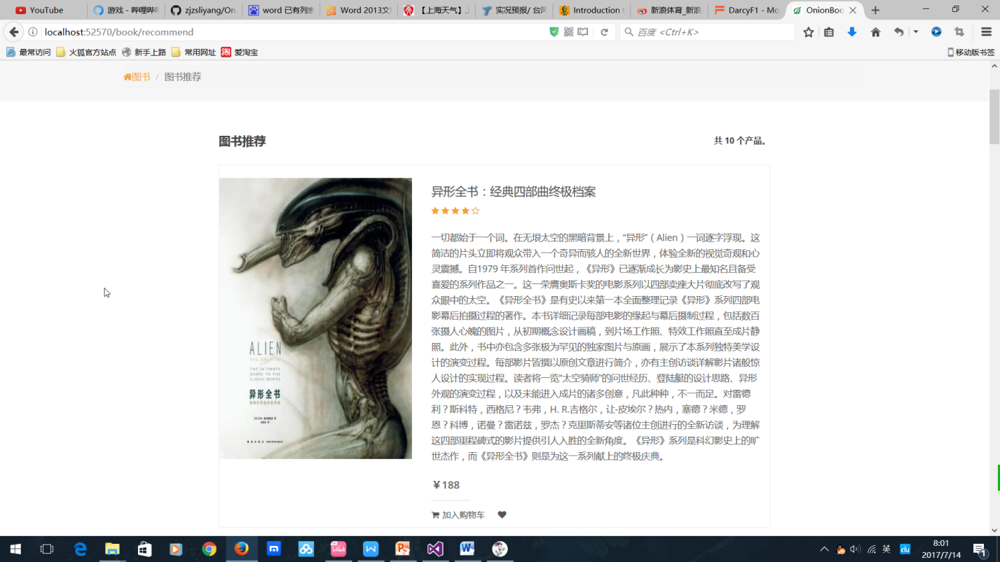 YouTube
游戏 - 哔哩哔
zjzsliyang/On
word 已有列表
Word 2013文
【上海天气】
实况预报/ 台风
Introduction
新浪体育_新浪
DarcyF1 - Mo
OnionBoo
localhost:52570/book/recommend
百度 <Ctrl+K>
最常访问
火狐官方站点
新手上路
常用网址
爱淘宝
移动版书签
图书 / 图书推荐
图书推荐
共 10 个产品。
异形全书：经典四部曲终极档案
一切都始于一个词。在无垠太空的黑暗背景上，“异形”（Alien）一词逐字浮现。这
简洁的片头立即将观众带入一个奇异而骇人的全新世界，体验全新的视觉奇观和心
灵震撼。自1979 年系列首作问世起，《异形》已逐渐成长为影史上最知名且备受
喜爱的系列作品之一。这一荣膺奥斯卡奖的电影系列以四部卖座大片彻底改写了观
众眼中的太空。《异形全书》是有史以来第一本全面整理记录《异形》系列四部电
影幕后拍摄过程的著作。本书详细记录每部电影的缘起与幕后摄制过程，包括数百
张摄人心魄的图片，从初期概念设计画稿，到片场工作照、特效工作照直至成片静
照。此外，书中亦包含多张极为罕见的独家图片与原画，展示了本系列独特美学设
计的演变过程。每部影片皆撰以原创文章进行简介，亦有主创访谈详解影片诸般惊
人设计的实现过程。读者将一览“太空骑师”的问世经历、登陆艇的设计思路、异形
外观的演变过程，以及未能进入成片的诸多创意，凡此种种，不一而足。对雷德
利？斯科特，西格尼？韦弗，H. R.吉格尔，让-皮埃尔？热内，塞德？米德，罗
恩？科博，诺曼？雷诺兹，罗杰？克里斯蒂安等诸位主创进行的全新访谈，为理解
这四部里程碑式的影片提供引人入胜的全新角度。《异形》系列是科幻影史上的旷
世杰作，而《异形全书》则是为这一系列献上的终极庆典。
￥188
加入购物车
ALIEN
THE ARCHIVE
THE ULTIMATE
GUIDE TO THE
CLASSIC MOVIES
异形全书
英
8:01
2017/7/14
1